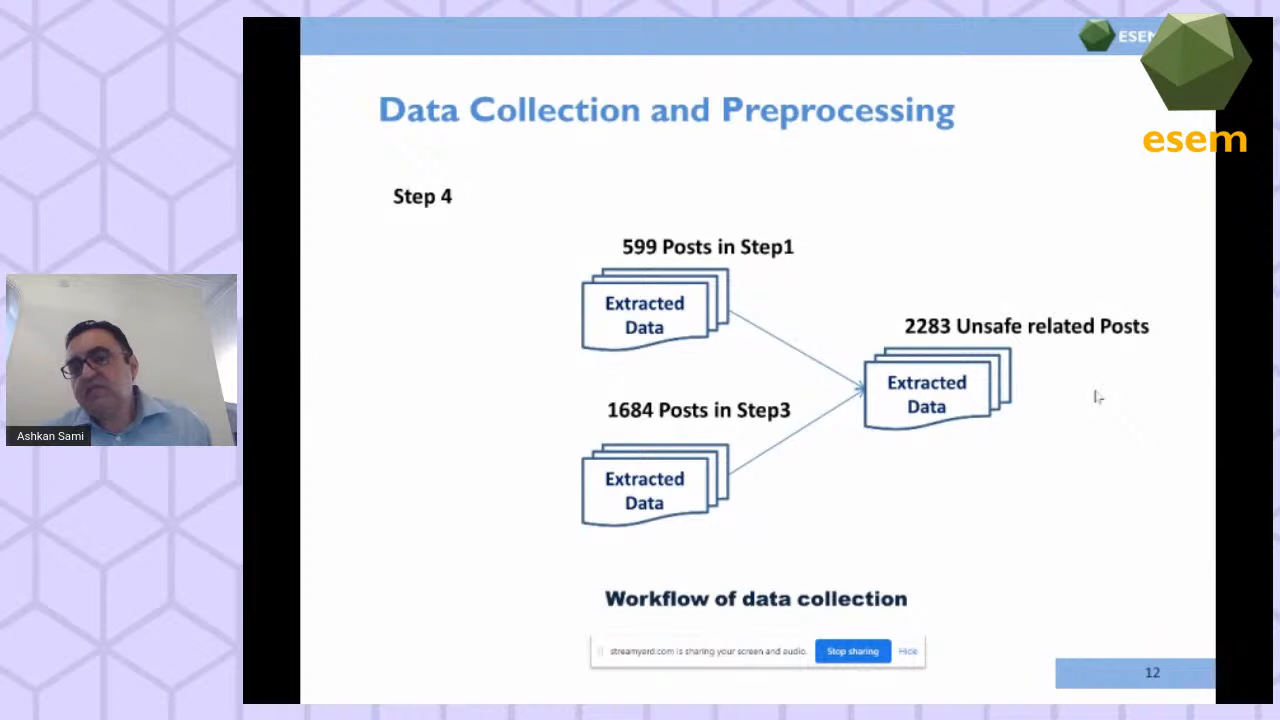 ESEM
esem
Data Collection and Preprocessing
Step 4
599 Posts in Step1
Extracted
Data
2283 Unsafe related Posts
Extracted
Data
1684 Posts in Step3
Extracted
Data
Ashkan Sami
Workflow of data collection
streamyard.com is sharing your screen and audio.
Stop sharing
Hide
12